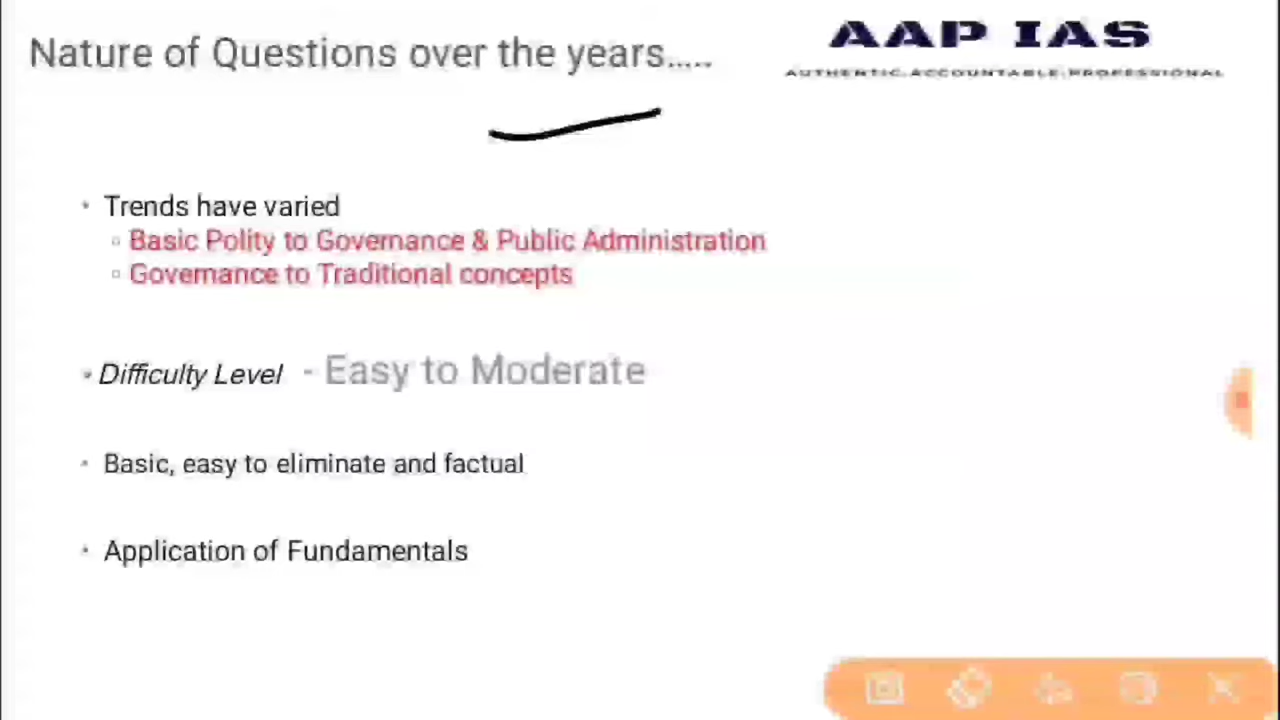 Nature of Questions over the years.....
AAP IAS
AUTHENTIC.ACCOUNTABLE.PROFESSIONAL
Trends have varied
Basic Polity to Governance & Public Administration
Governance to Traditional concepts
Difficulty Level - Easy to Moderate
Basic, easy to eliminate and factual
Application of Fundamentals